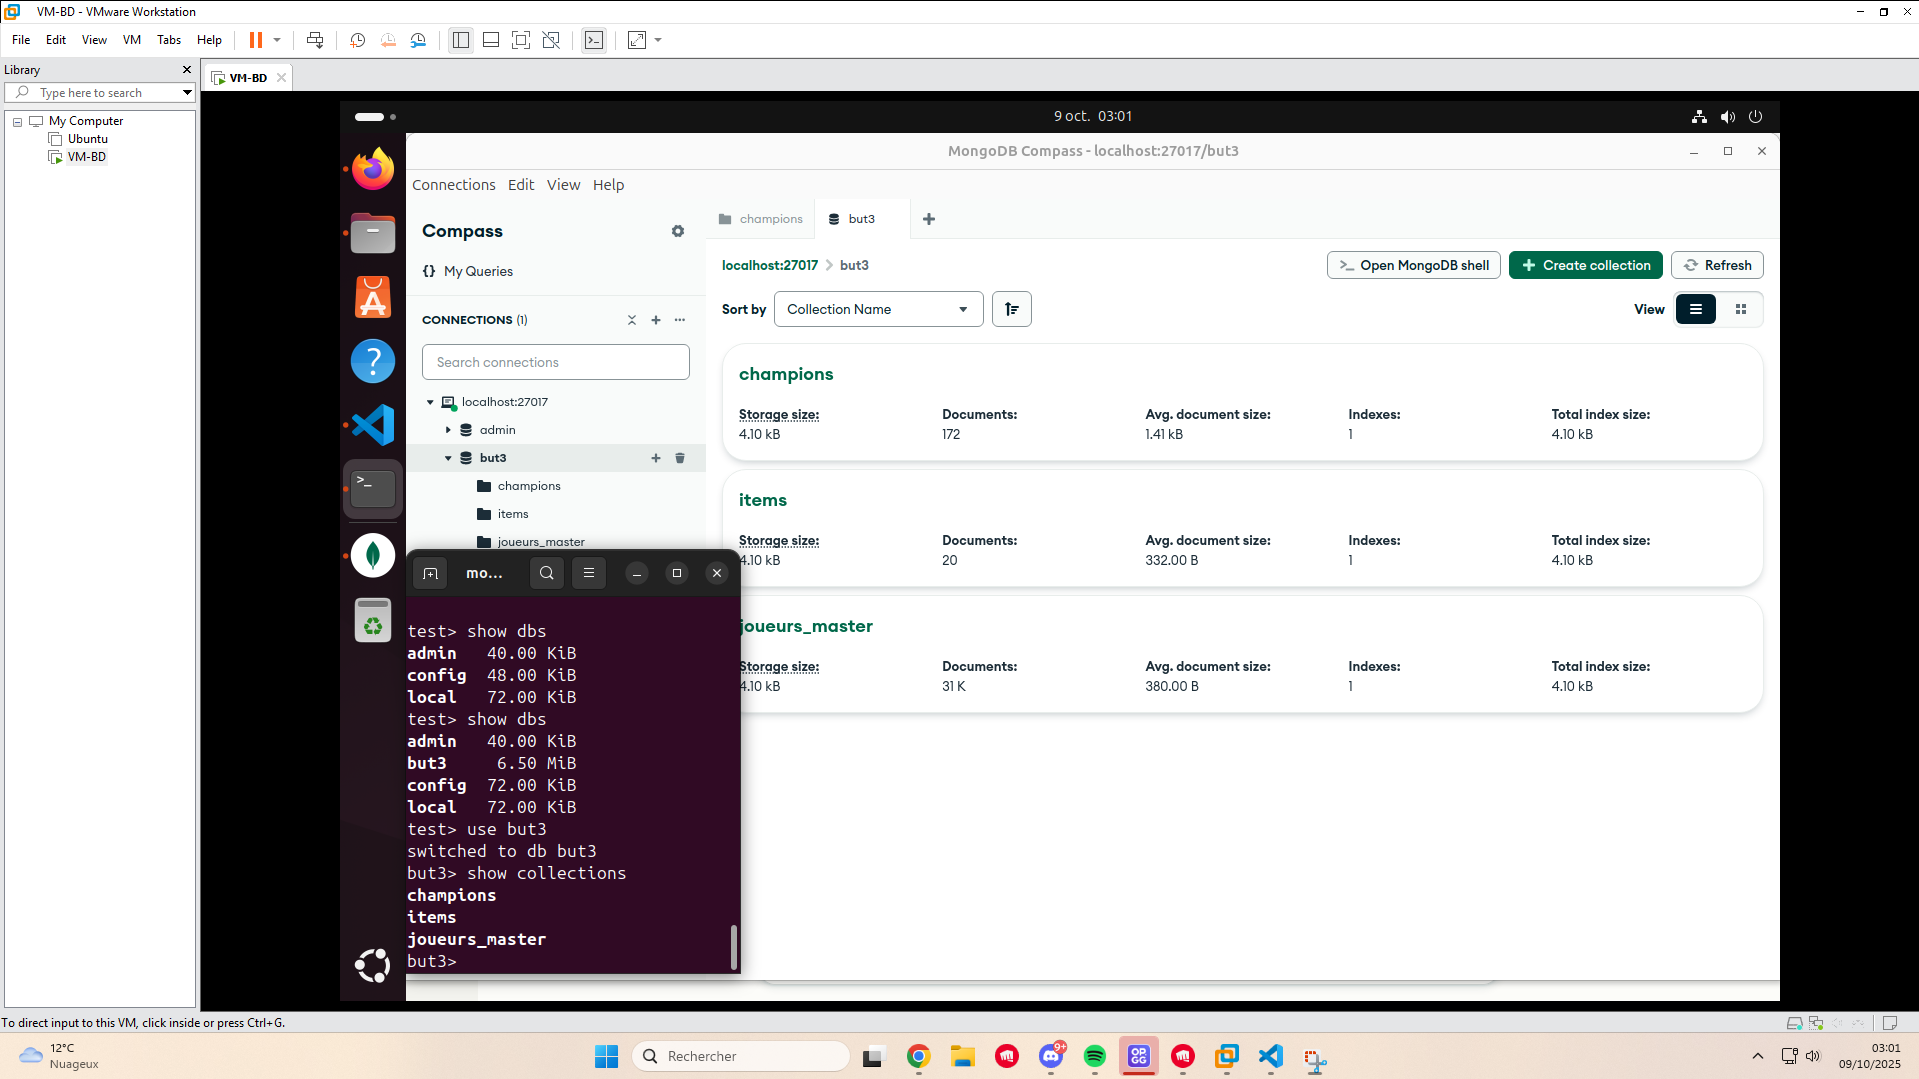 VM-BD - VMware Workstation
File Edit View VM Tabs Help
Library
Type here to search
My Computer
Ubuntu
VM-BD
VM-BD
9 oct. 03:01
MongoDB Compass - localhost:27017/but3
Connections Edit View Help
Compass
{} My Queries
CONNECTIONS (1)
Search connections
localhost:27017
admin
but3
champions
items
joueurs_master
champions
but3
localhost:27017 > but3
>_ Open MongoDB shell
+ Create collection
Refresh
Sort by Collection Name
View
champions
Storage size: Documents: Avg. document size: Indexes: Total index size:
4.10 kB 172 1.41 kB 1 4.10 kB
items
Storage size: Documents: Avg. document size: Indexes: Total index size:
4.10 kB 20 332.00 B 1 4.10 kB
joueurs_master
Storage size: Documents: Avg. document size: Indexes: Total index size:
4.10 kB 31 K 380.00 B 1 4.10 kB
mo...
test> show dbs
admin 40.00 KiB
config 48.00 KiB
local 72.00 KiB
test> show dbs
admin 40.00 KiB
but3 6.50 MiB
config 72.00 KiB
local 72.00 KiB
test> use but3
switched to db but3
but3> show collections
champions
items
joueurs_master
but3>
To direct input to this VM, click inside or press Ctrl+G.
12°C
Nuageux
Rechercher
9+
OP.GG
03:01
09/10/2025